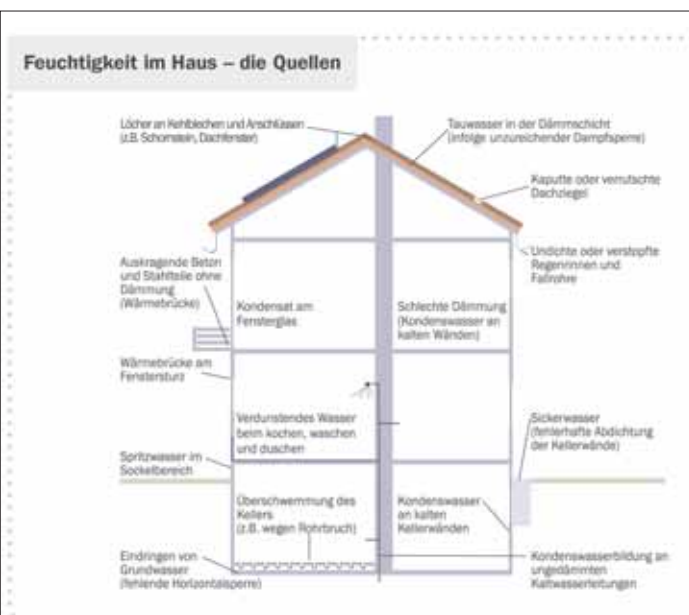 Feuchtigkeit im Haus – die Quellen
Löcher an Kehlblechen und Anschlüssen
(z.B. Schornstein, Dachfenster)
Tauwasser in der Dämmschicht
(infolge unzureichender Dampfsperre)
Kaputte oder verrutschte
Dachziegel
Undichte oder verstopfte
Regenrinnen und
Fallrohre
Auskragende Beton
und Stahlteile ohne
Dämmung
(Wärmebrücke)
Kondensat am
Fensterglas
Schlechte Dämmung
(Kondenswasser an
kalten Wänden)
Wärmebrücke am
Fenstersturz
Verdunstendes Wasser
beim kochen, waschen
und duschen
Sickerwasser
(fehlerhafte Abdichtung
der Kellerwände)
Spritzwasser im
Sockelbereich
Überschwemmung des
Kellers
(z.B. wegen Rohrbruch)
Kondenswasser
an kalten
Kellerwänden
Eindringen von
Grundwasser
(fehlende Horizontalsperre)
Kondenswasserbildung an
ungedämmten
Kaltwasserleitungen